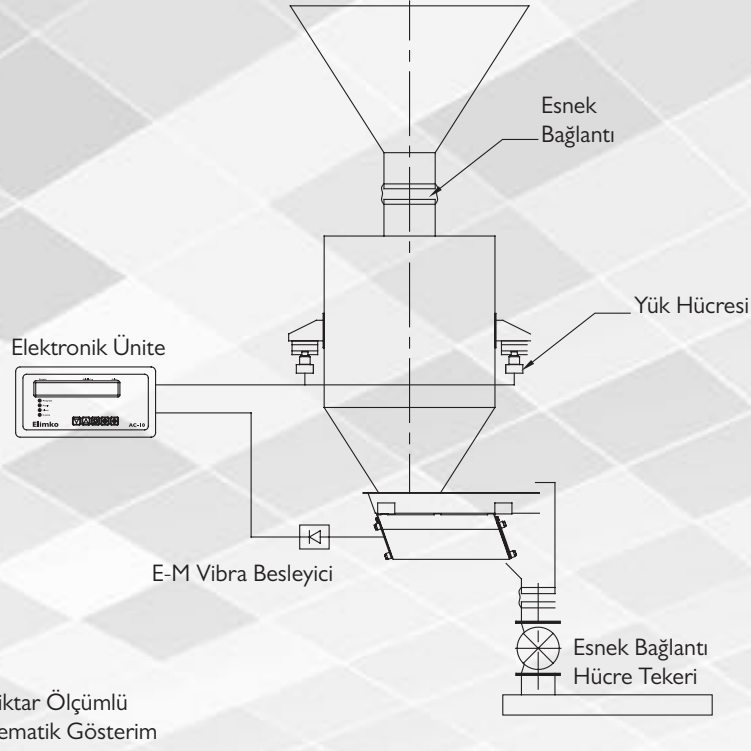 Esnek
Bağlantı
Yük Hücresi
Elektronik Ünite
Elimko
AC-10
E-M Vibra Besleyici
Esnek Bağlantı
Hücre Tekeri
iktar Ölçümlü
ematik Gösterim